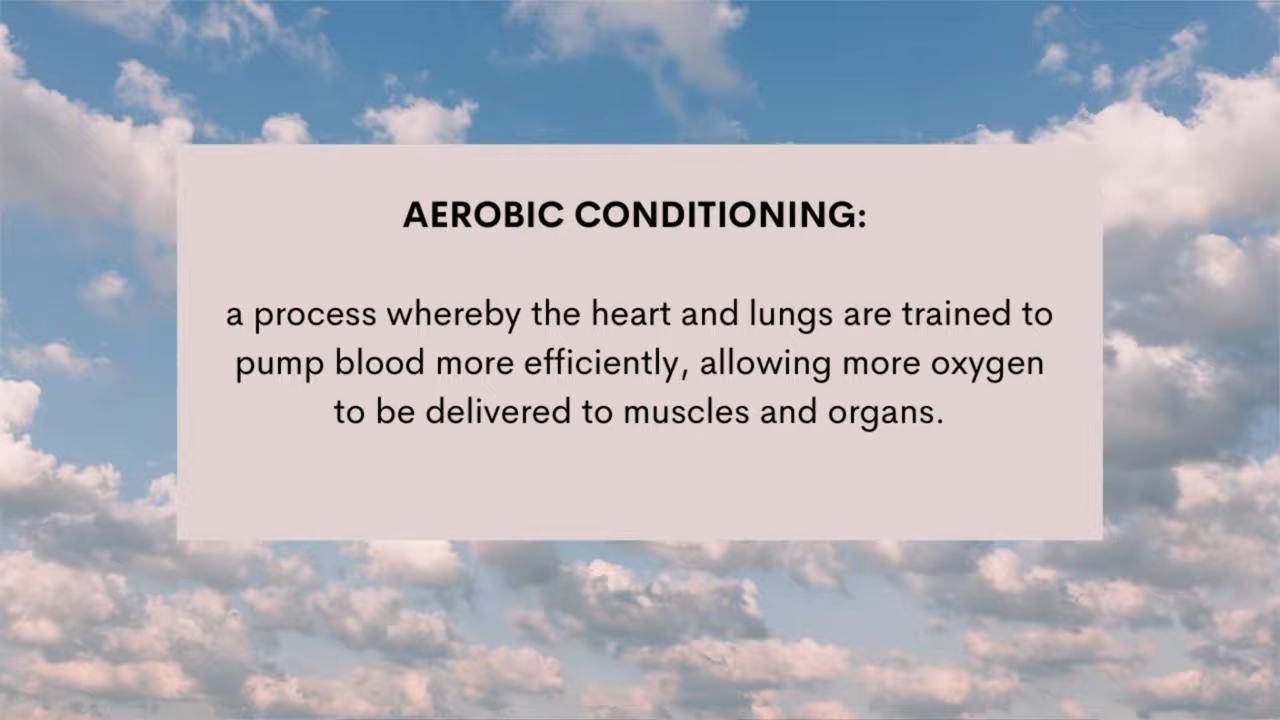 AEROBIC CONDITIONING:
a process whereby the heart and lungs are trained to
pump blood more efficiently, allowing more oxygen
to be delivered to muscles and organs.